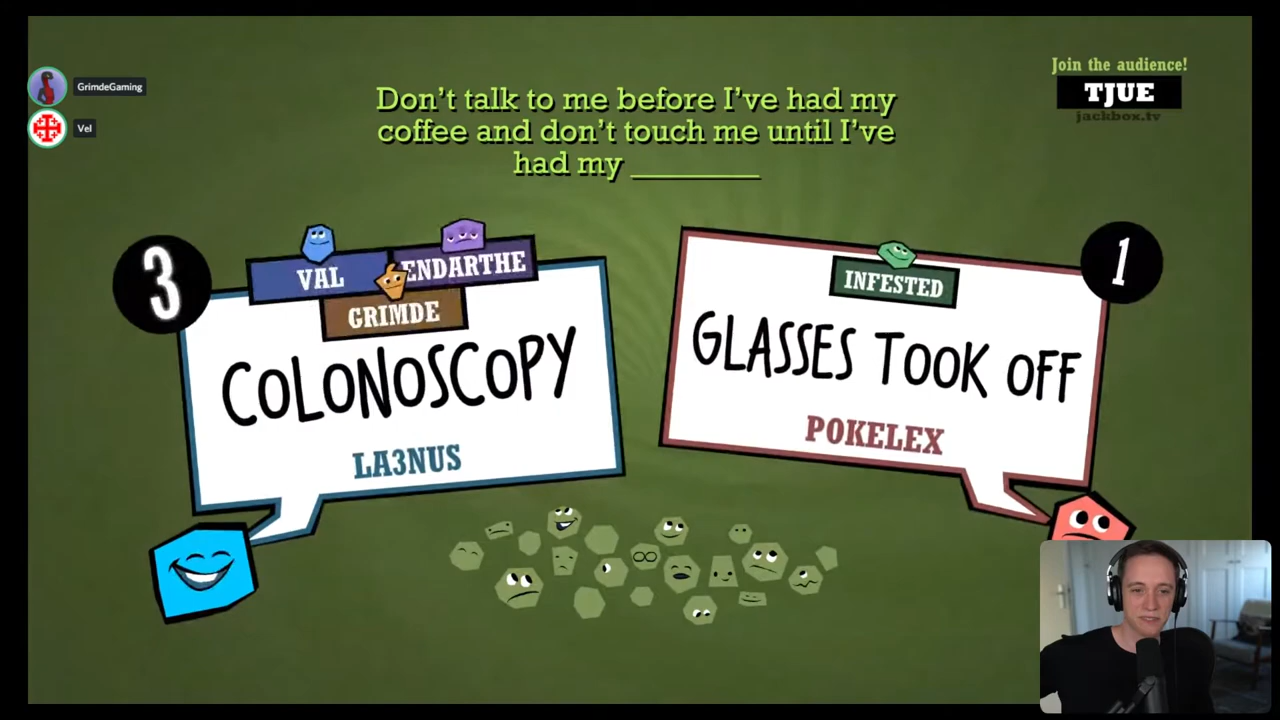 Join the audience!
TJUE
jackbox.tv
GrimdeGaming
Vel
Don't talk to me before I've had my
coffee and don't touch me until I've
had my _________
3
VAL
ENDARTHE
GRIMDE
COLONOSCOPY
LA3NUS
1
INFESTED
GLASSES TOOK OFF
POKELEX